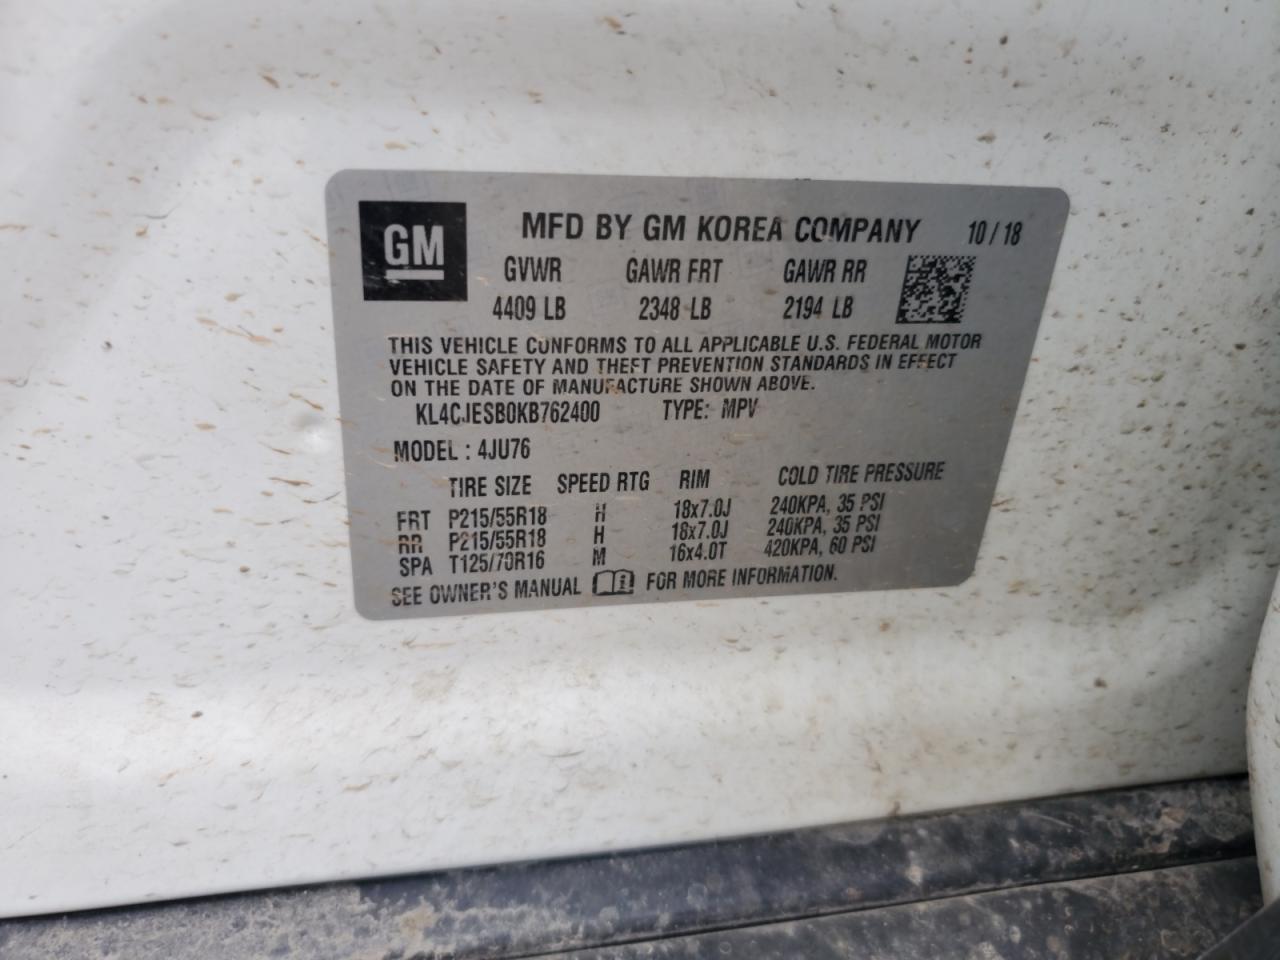 GM
MFD BY GM KOREA COMPANY 10 / 18
GVWR GAWR FRT GAWR RR
4409 LB 2348 LB 2194 LB
THIS VEHICLE CONFORMS TO ALL APPLICABLE U.S. FEDERAL MOTOR
VEHICLE SAFETY AND THEFT PREVENTION STANDARDS IN EFFECT
ON THE DATE OF MANUFACTURE SHOWN ABOVE.
KL4CJESB0KB762400 TYPE: MPV
MODEL : 4JU76
TIRE SIZE SPEED RTG RIM COLD TIRE PRESSURE
FRT P215/55R18 H 18x7.0J 240KPA, 35 PSI
RR P215/55R18 H 18x7.0J 240KPA, 35 PSI
SPA T125/70R16 M 16x4.0T 420KPA, 60 PSI
SEE OWNER'S MANUAL FOR MORE INFORMATION.